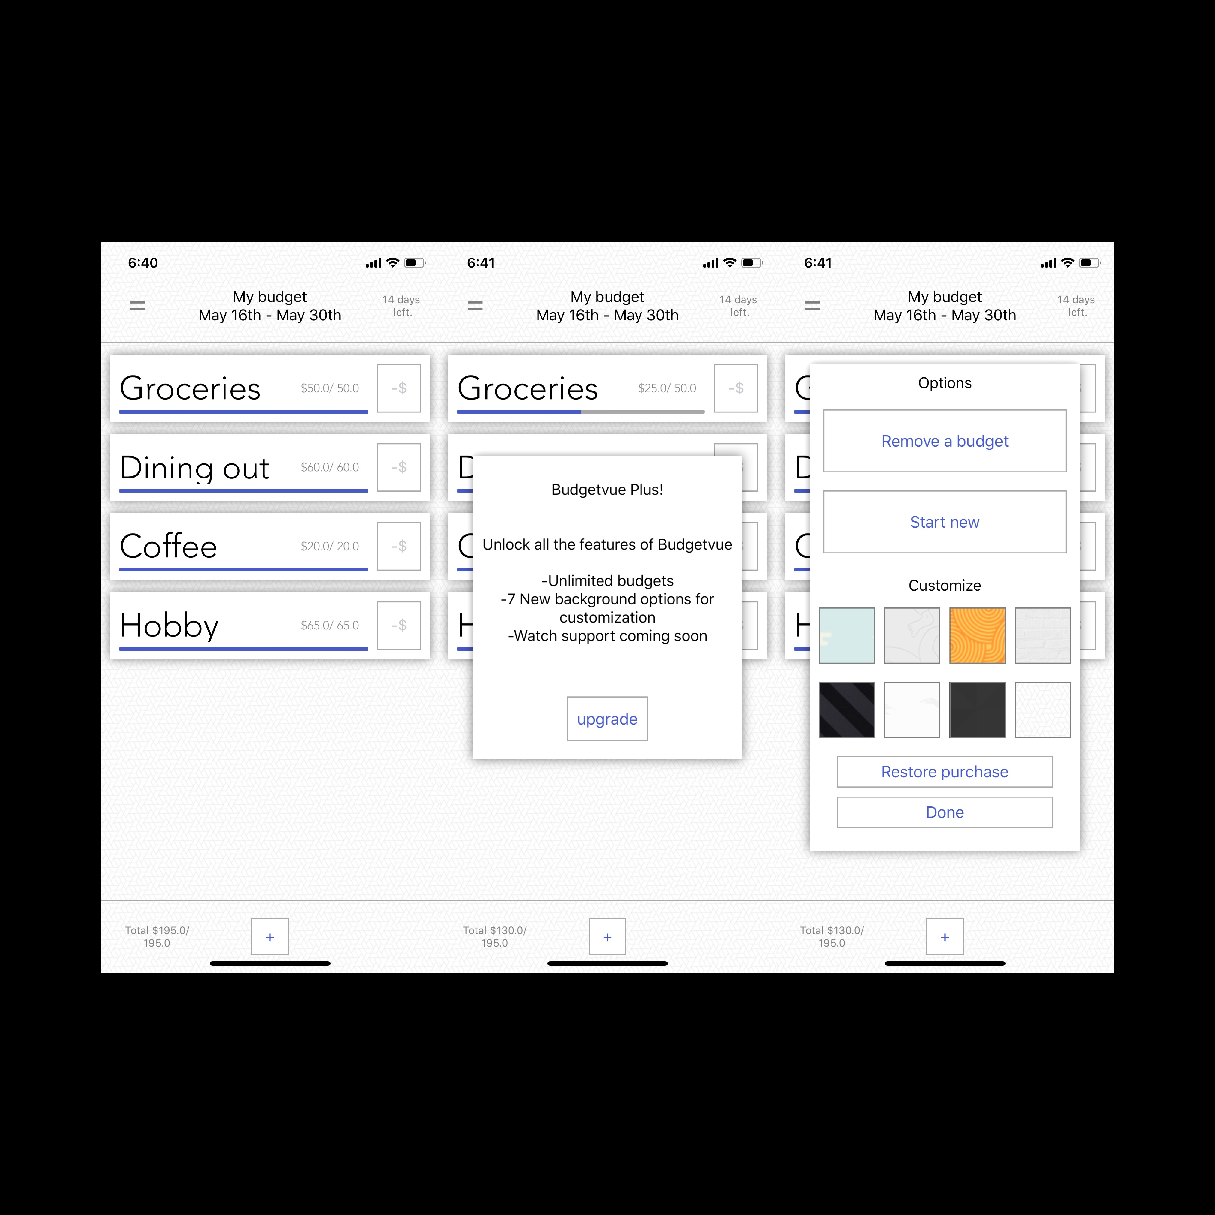 6:40
My budget
May 16th - May 30th
14 days
left.
Groceries
$50.0/ 50.0
-$
Dining out
$60.0/ 60.0
-$
Coffee
$20.0/ 20.0
-$
Hobby
$65.0/ 65.0
-$
Total $195.0/
195.0
+
6:41
My budget
May 16th - May 30th
14 days
left.
Groceries
$25.0/ 50.0
-$
D
C
H
Budgetvue Plus!
Unlock all the features of Budgetvue
-Unlimited budgets
-7 New background options for
customization
-Watch support coming soon
upgrade
Total $130.0/
195.0
+
6:41
My budget
May 16th - May 30th
14 days
left.
G
D
C
H
Options
Remove a budget
Start new
Customize
Restore purchase
Done
Total $130.0/
195.0
+